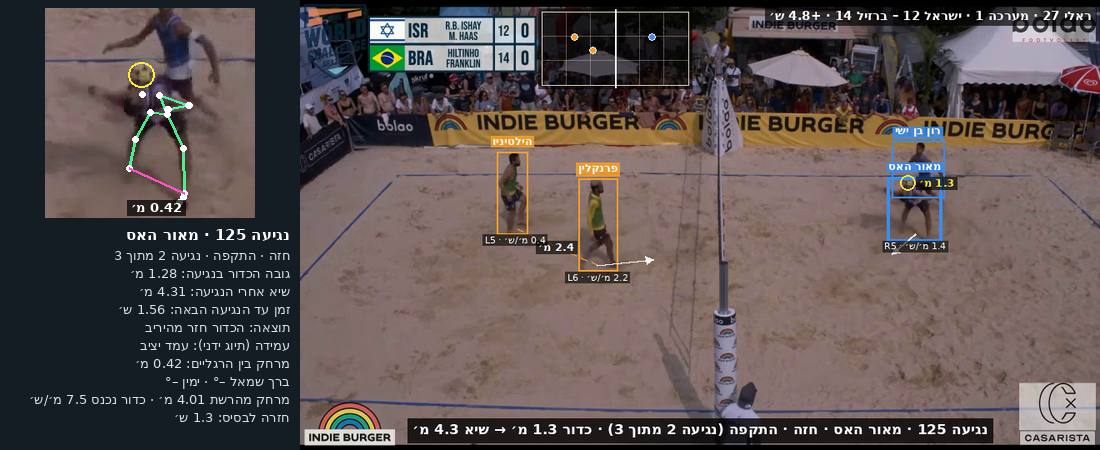 0.42 מ׳
נגיעה 125 · מאור האס
חזה · התקפה · נגיעה 2 מתוך 3
גובה הכדור בנגיעה: 1.28 מ׳
שיא אחרי הנגיעה: 4.31 מ׳
זמן עד הנגיעה הבאה: 1.56 ש׳
תוצאה: הכדור חזר מהיריב
עמידה (תיוג ידני): עמד יציב
מרחק בין הרגליים: 0.42 מ׳
ברך שמאל –° · ימין –°
מרחק מהרשת 4.01 מ׳ · כדור נכנס 7.5 מ׳/ש׳
חזרה לבסיס: 1.3 ש׳
ראלי 27 · מערכה 1 · ישראל 12 – ברזיל 14 · +4.8 ש׳
ISR R.B. ISHAY M. HAAS 12 0
BRA HILTINHO FRANKLIN 14 0
INDIE BURGER
bolao
FOOTVOLLEY
bolao
INDIE BURGER
INDIE BURGER
CASARISTA
הילטיניו
פרנקלין
רון בן ישי
מאור האס
1.3 מ׳
L5 · 0.4 מ׳/ש׳
2.4 מ׳
L6 · 2.2 מ׳/ש׳
R5 · 1.4 מ׳/ש׳
INDIE BURGER
CASARISTA
נגיעה 125 · מאור האס · חזה · התקפה (נגיעה 2 מתוך 3) · כדור 1.3 מ׳ → שיא 4.3 מ׳